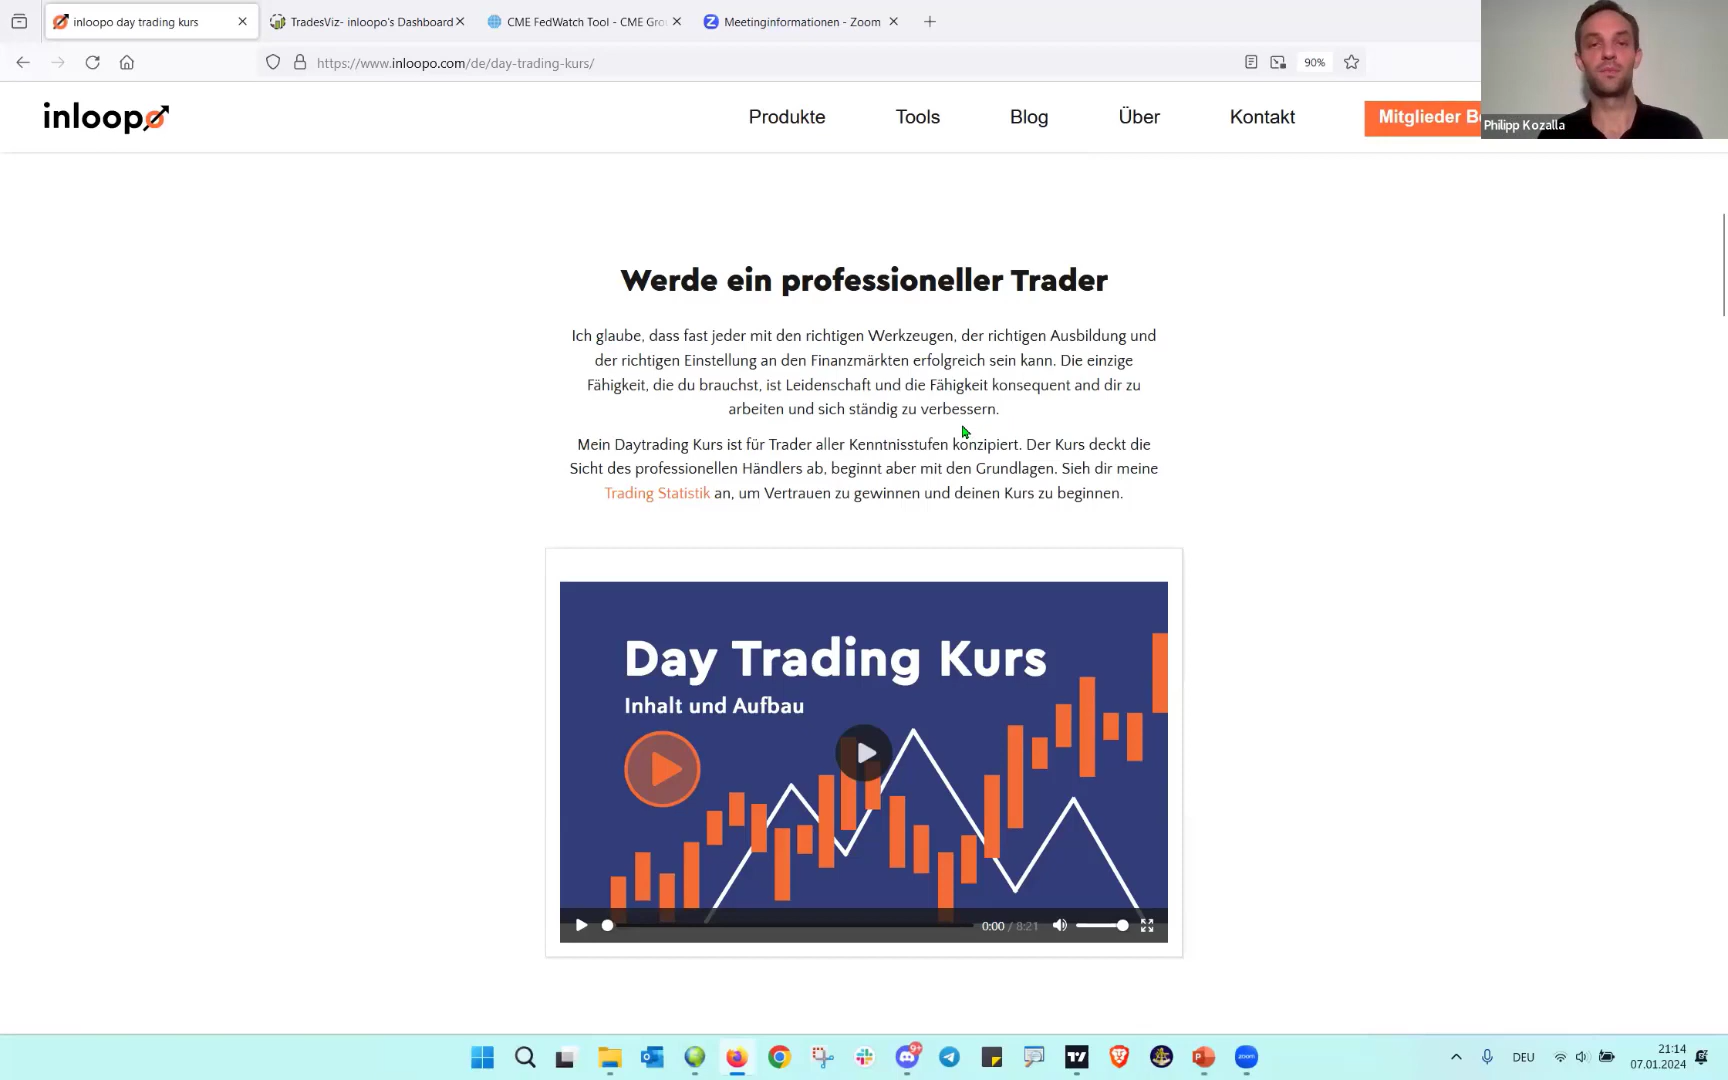 inloopo day trading kurs
TradesViz- inloopo's Dashboard
CME FedWatch Tool - CME Gro
Meetinginformationen - Zoom
https://www.inloopo.com/de/day-trading-kurs/
90%
inloopo
Produkte
Tools
Blog
Über
Kontakt
Mitglieder Be
Philipp Kozalla
Werde ein professioneller Trader
Ich glaube, dass fast jeder mit den richtigen Werkzeugen, der richtigen Ausbildung und
der richtigen Einstellung an den Finanzmärkten erfolgreich sein kann. Die einzige
Fähigkeit, die du brauchst, ist Leidenschaft und die Fähigkeit konsequent and dir zu
arbeiten und sich ständig zu verbessern.
Mein Daytrading Kurs ist für Trader aller Kenntnisstufen konzipiert. Der Kurs deckt die
Sicht des professionellen Händlers ab, beginnt aber mit den Grundlagen. Sieh dir meine
Trading Statistik an, um Vertrauen zu gewinnen und deinen Kurs zu beginnen.
Day Trading Kurs
Inhalt und Aufbau
0:00 / 8:21
9+
zoom
DEU
21:14
07.01.2024